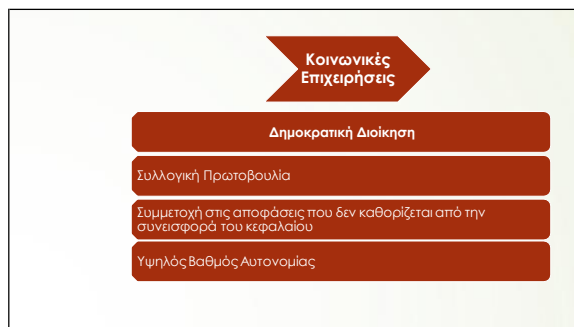 Κοινωνικές
Επιχειρήσεις
Δημοκρατική Διοίκηση
Συλλογική Πρωτοβουλία
Συμμετοχή στις αποφάσεις που δεν καθορίζεται από την
συνεισφορά του κεφαλαίου
Υψηλός Βαθμός Αυτονομίας